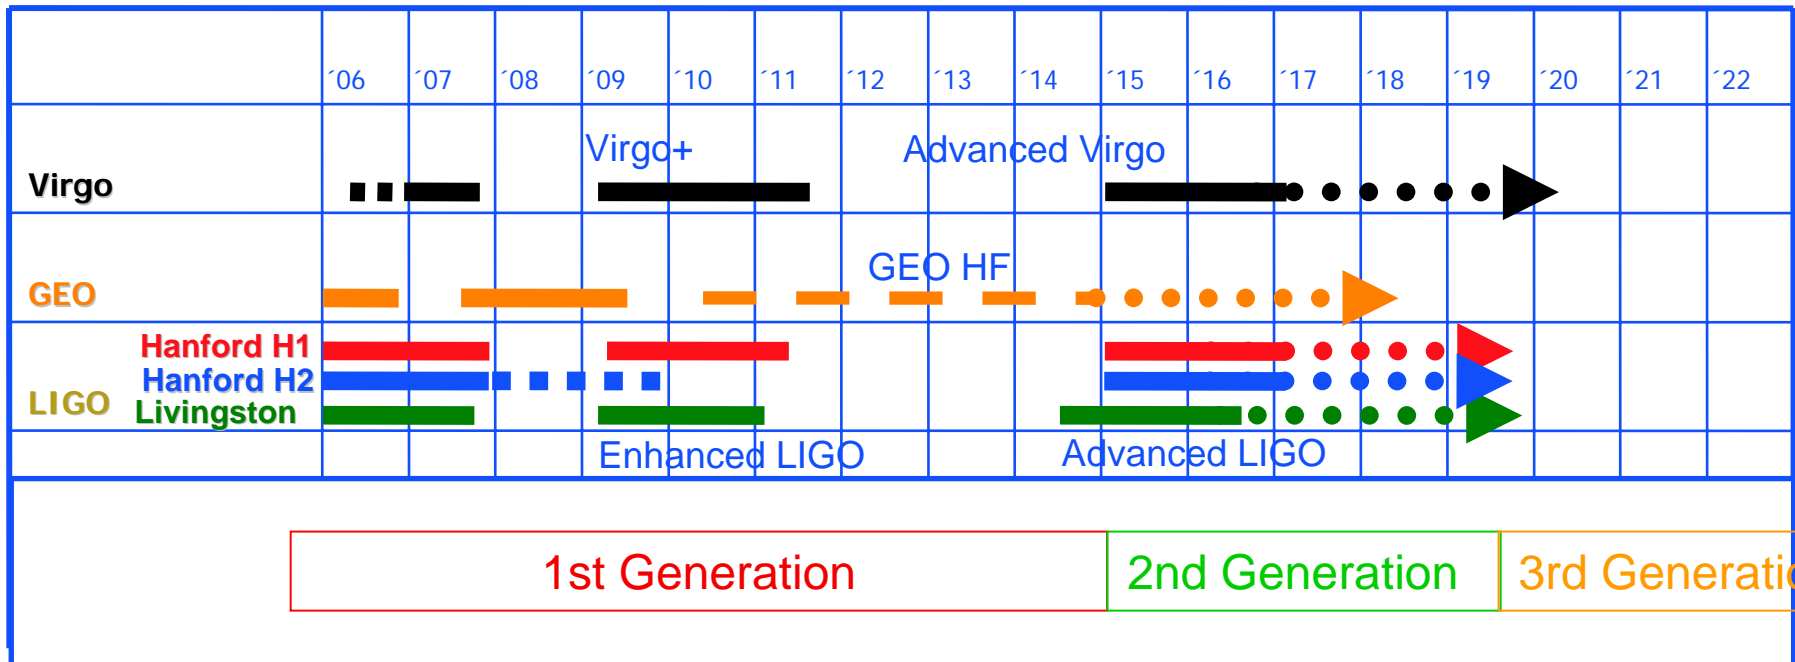 ´06 ´07 ´08 ´09 ´10 ´11 ´12 ´13 ´14 ´15 ´16 ´17 ´18 ´19 ´20 ´21 ´22
Virgo+ Advanced Virgo
Virgo
GEO HF
GEO
Hanford H1
Hanford H2
LIGO Livingston
Enhanced LIGO Advanced LIGO
1st Generation 2nd Generation 3rd Generatio